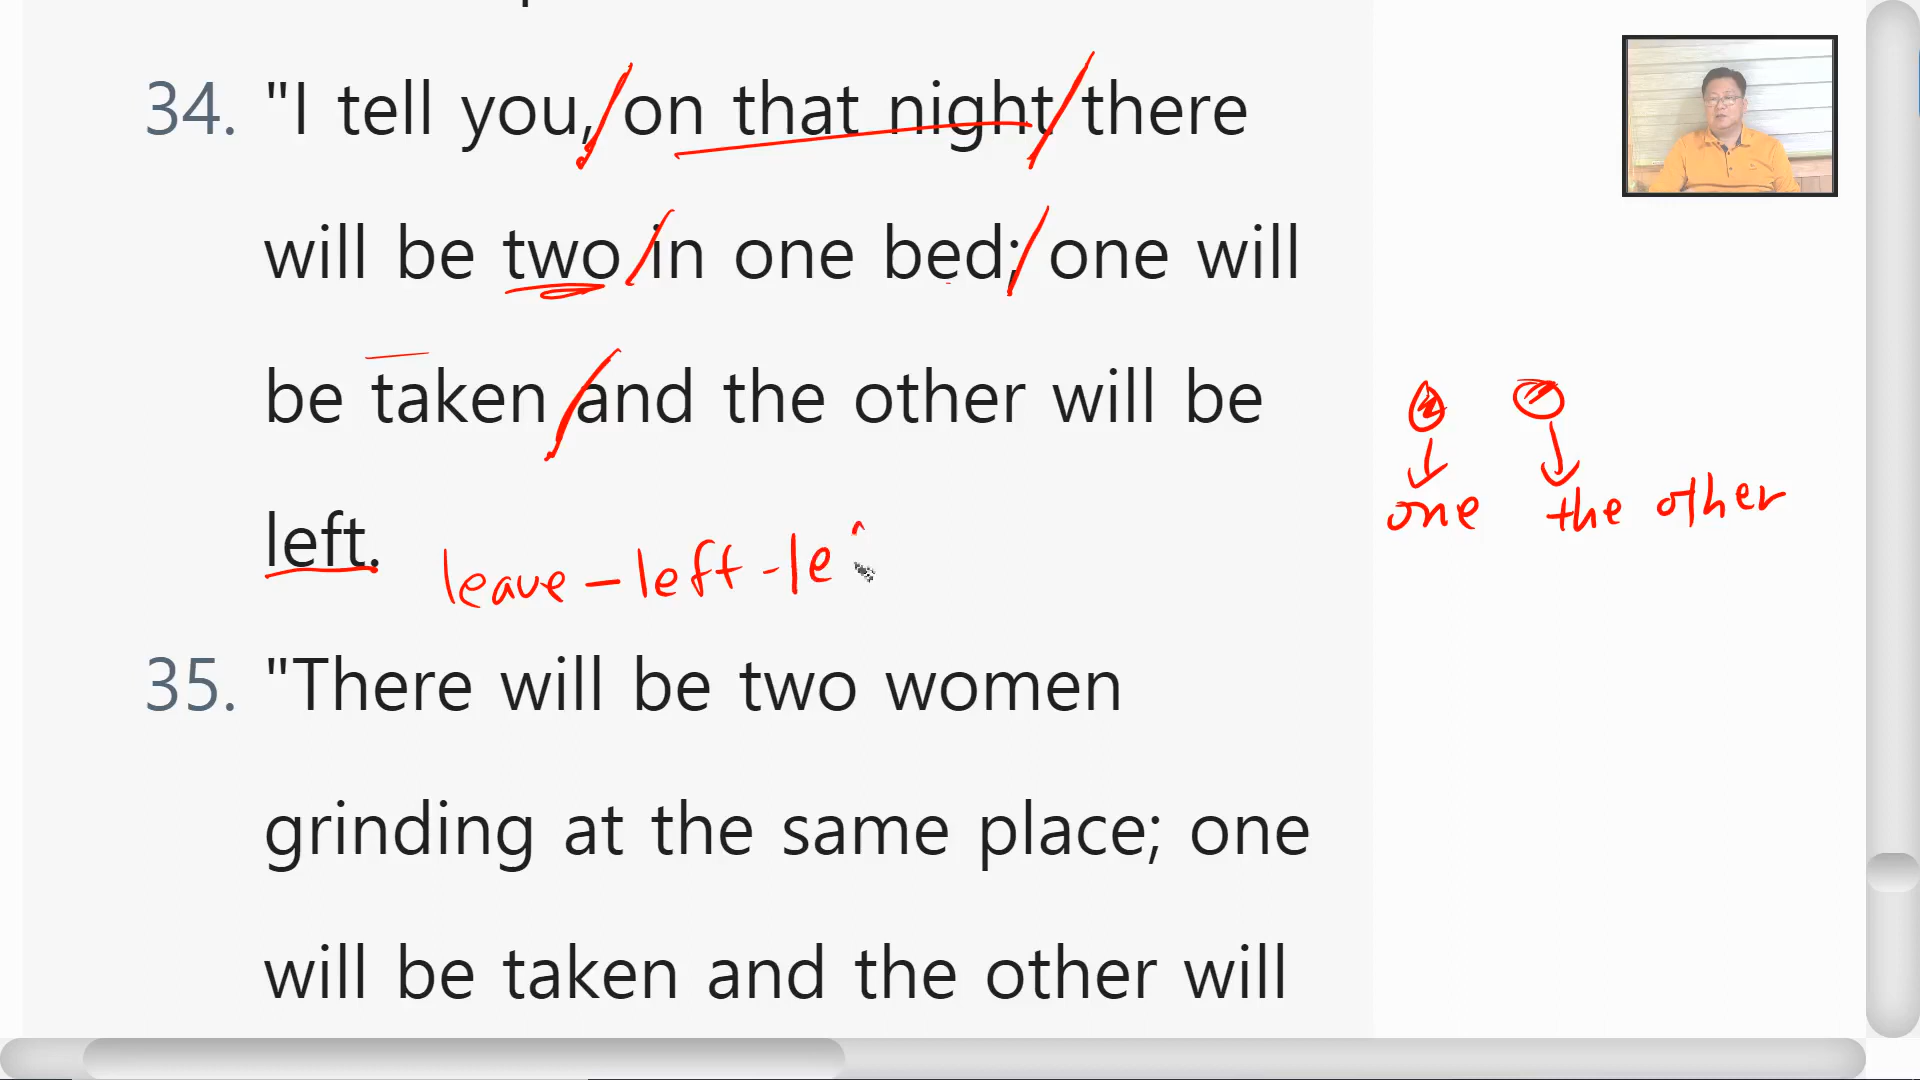 34. "I tell you, on that night there
will be two in one bed; one will
be taken and the other will be
left.
leave - left - le
one the other
35. "There will be two women
grinding at the same place; one
will be taken and the other will